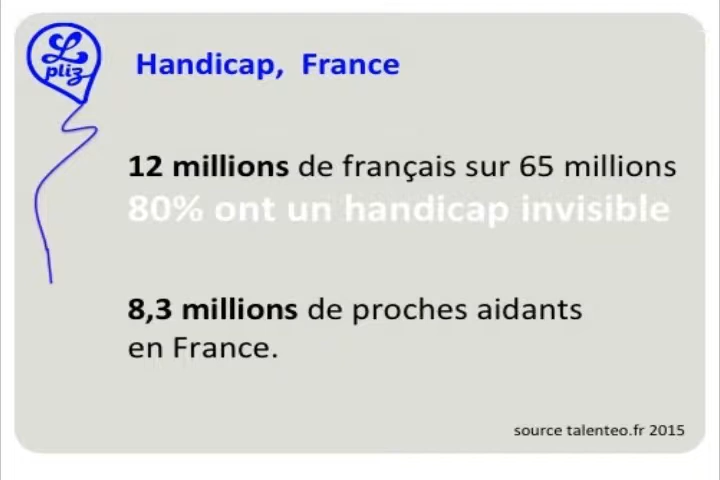 L
pliz
Handicap, France
12 millions de français sur 65 millions
80% ont un handicap invisible
8,3 millions de proches aidants
en France.
source talenteo.fr 2015